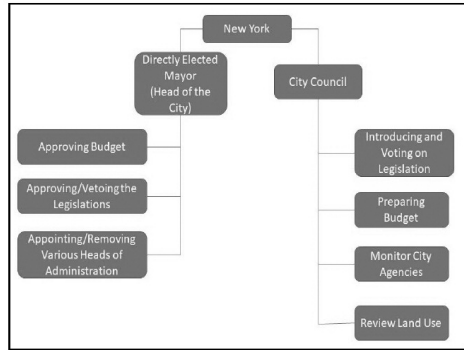 New York
Directly Elected
Mayor
(Head of the
City)
City Council
Approving Budget
Approving/Vetoing the
Legislations
Appointing/Removing
Various Heads of
Administration
Introducing and
Voting on
Legislation
Preparing
Budget
Monitor City
Agencies
Review Land Use